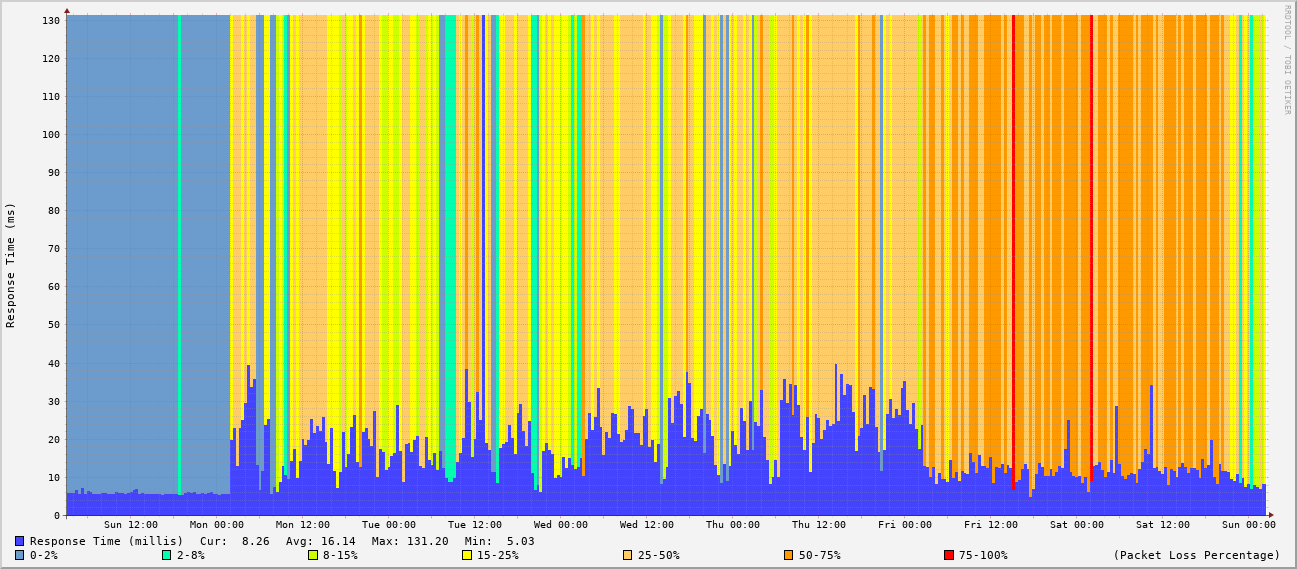 RRDTOOL / TOBI OETIKER
Response Time (ms)
130
120
110
100
90
80
70
60
50
40
30
20
10
0
Sun 12:00 Mon 00:00 Mon 12:00 Tue 00:00 Tue 12:00 Wed 00:00 Wed 12:00 Thu 00:00 Thu 12:00 Fri 00:00 Fri 12:00 Sat 00:00 Sat 12:00 Sun 00:00
Response Time (millis) Cur: 8.26 Avg: 16.14 Max: 131.20 Min: 5.03
0-2% 2-8% 8-15% 15-25% 25-50% 50-75% 75-100% (Packet Loss Percentage)